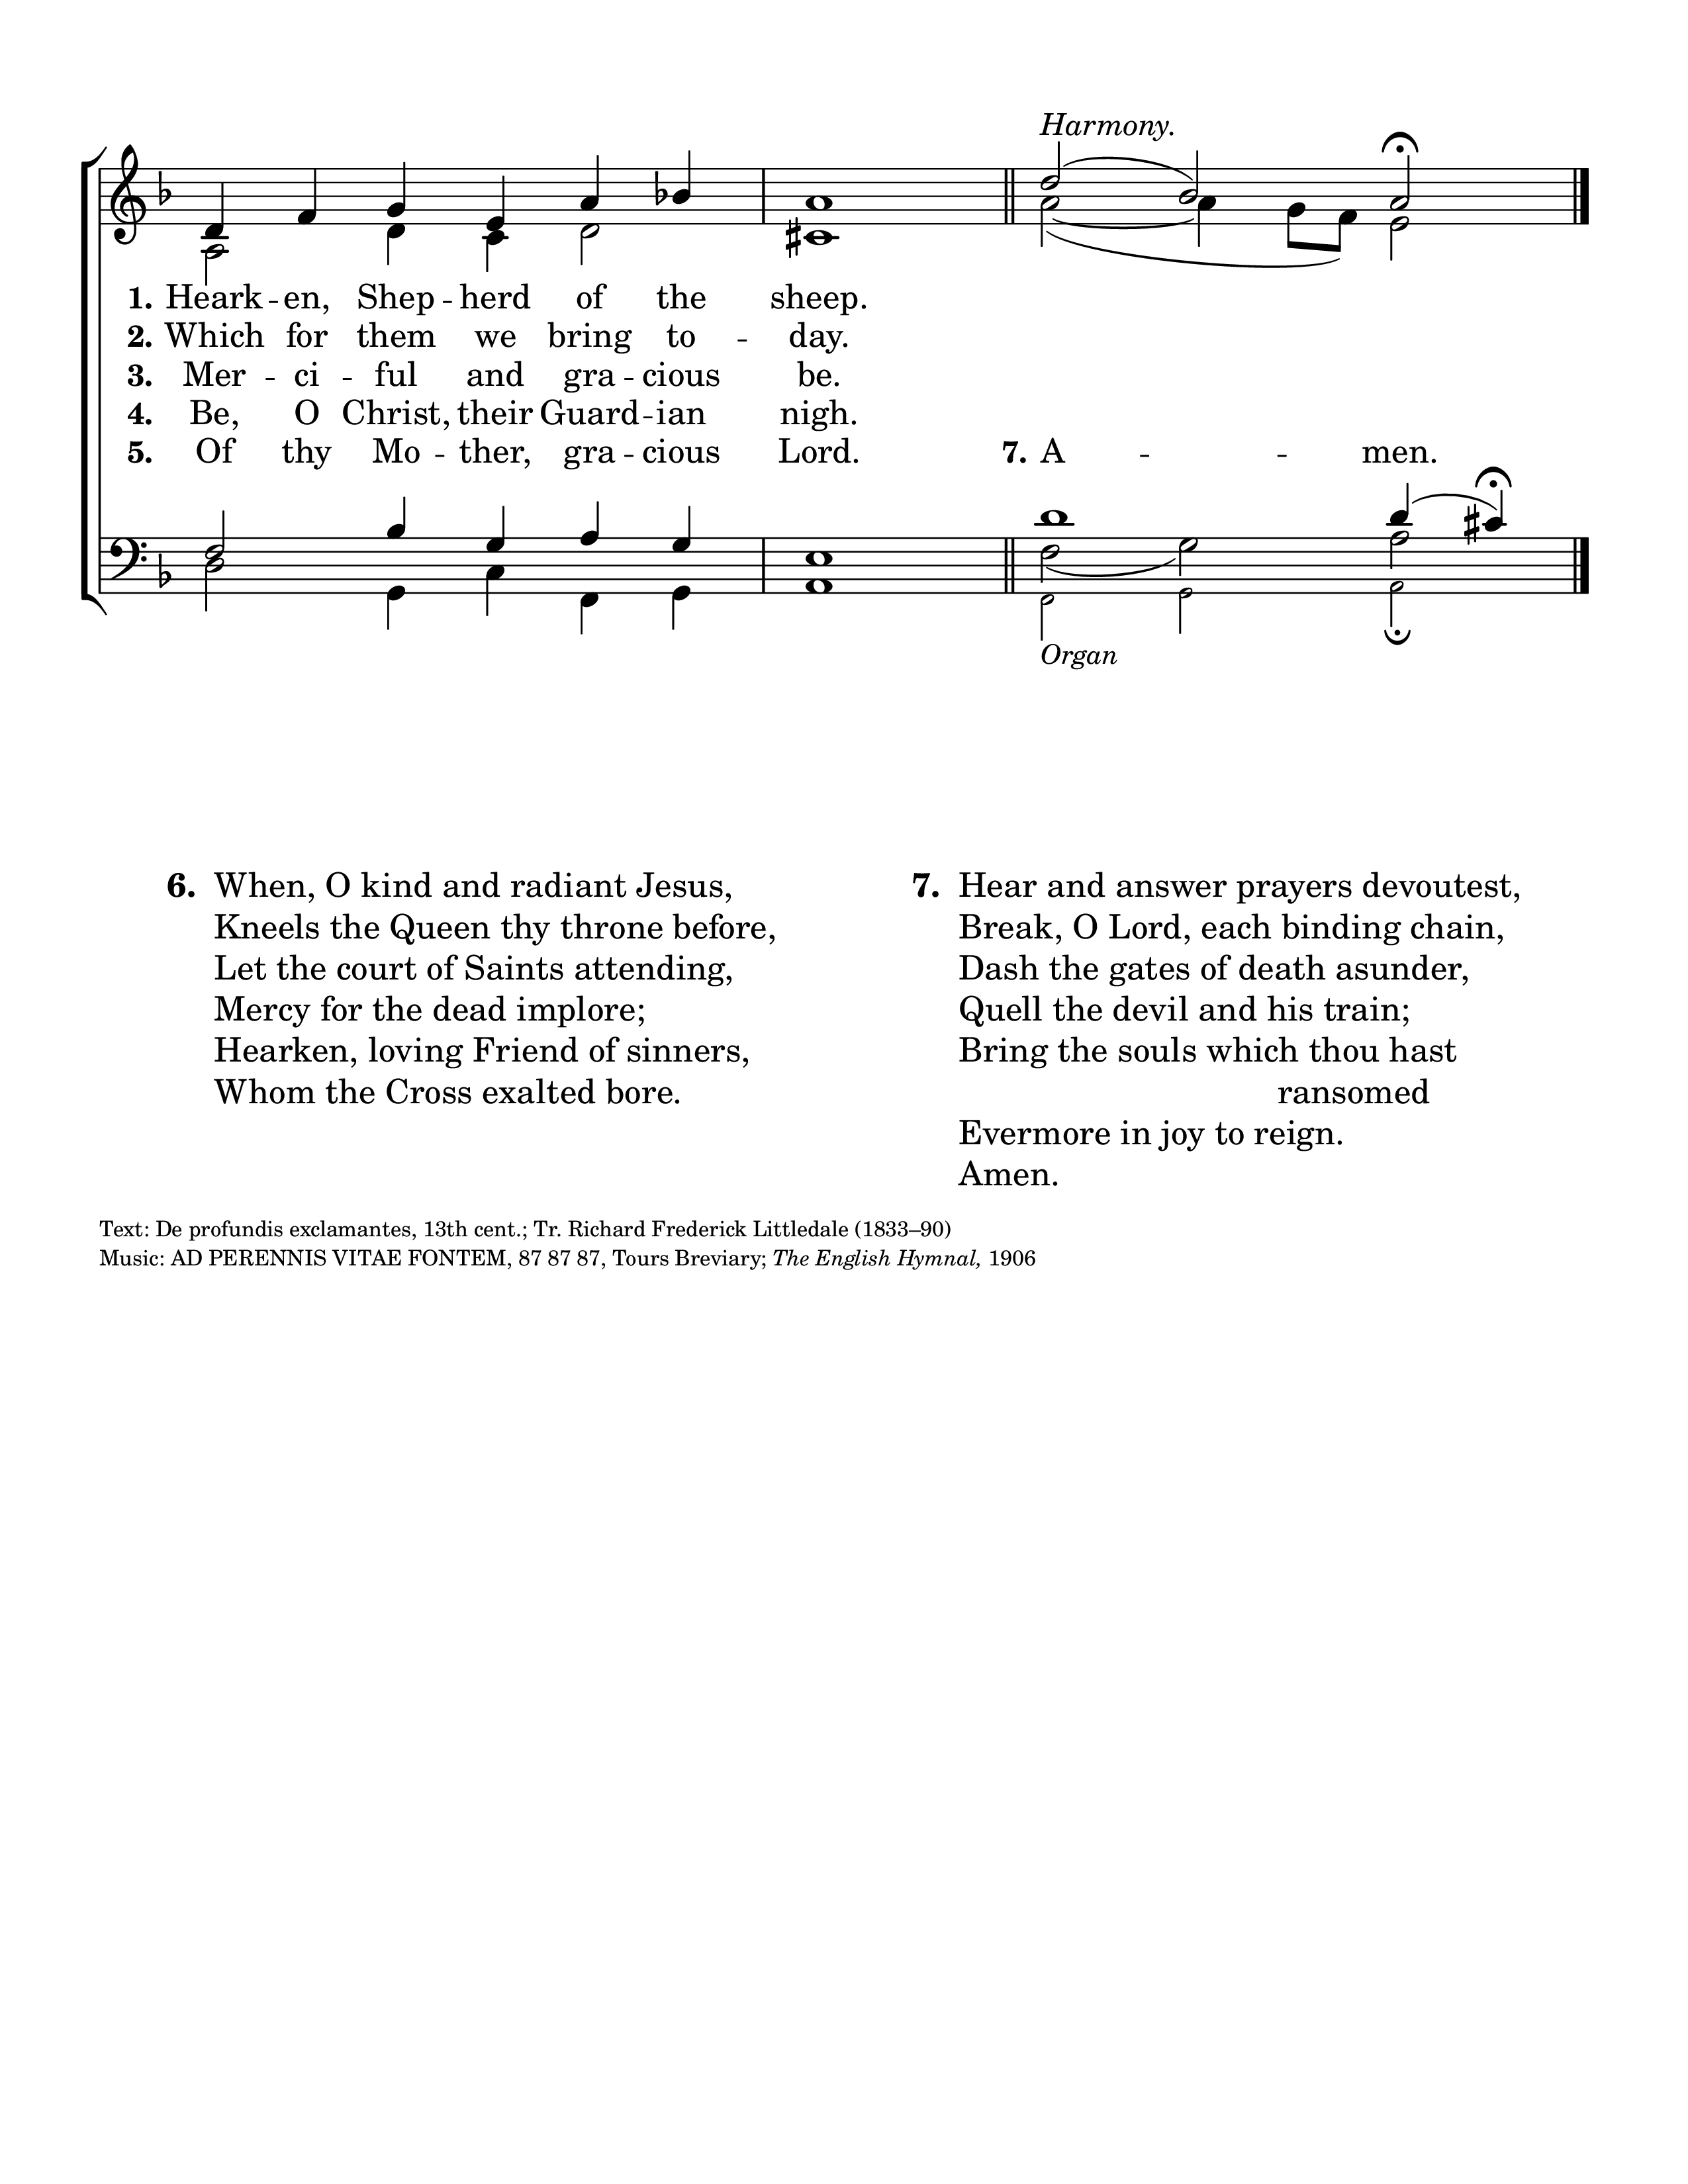 Harmony.
1. Heark - en, Shep - herd of the sheep.
2. Which for them we bring to - day.
3. Mer - ci - ful and gra - cious be.
4. Be, O Christ, their Guard - ian nigh.
5. Of thy Mo - ther, gra - cious Lord. 7. A - - men.
Organ
6. When, O kind and radiant Jesus,
Kneels the Queen thy throne before,
Let the court of Saints attending,
Mercy for the dead implore;
Hearken, loving Friend of sinners,
Whom the Cross exalted bore.
7. Hear and answer prayers devoutest,
Break, O Lord, each binding chain,
Dash the gates of death asunder,
Quell the devil and his train;
Bring the souls which thou hast
ransomed
Evermore in joy to reign.
Amen.
Text: De profundis exclamantes, 13th cent.; Tr. Richard Frederick Littledale (1833–90)
Music: AD PERENNIS VITAE FONTEM, 87 87 87, Tours Breviary; The English Hymnal, 1906